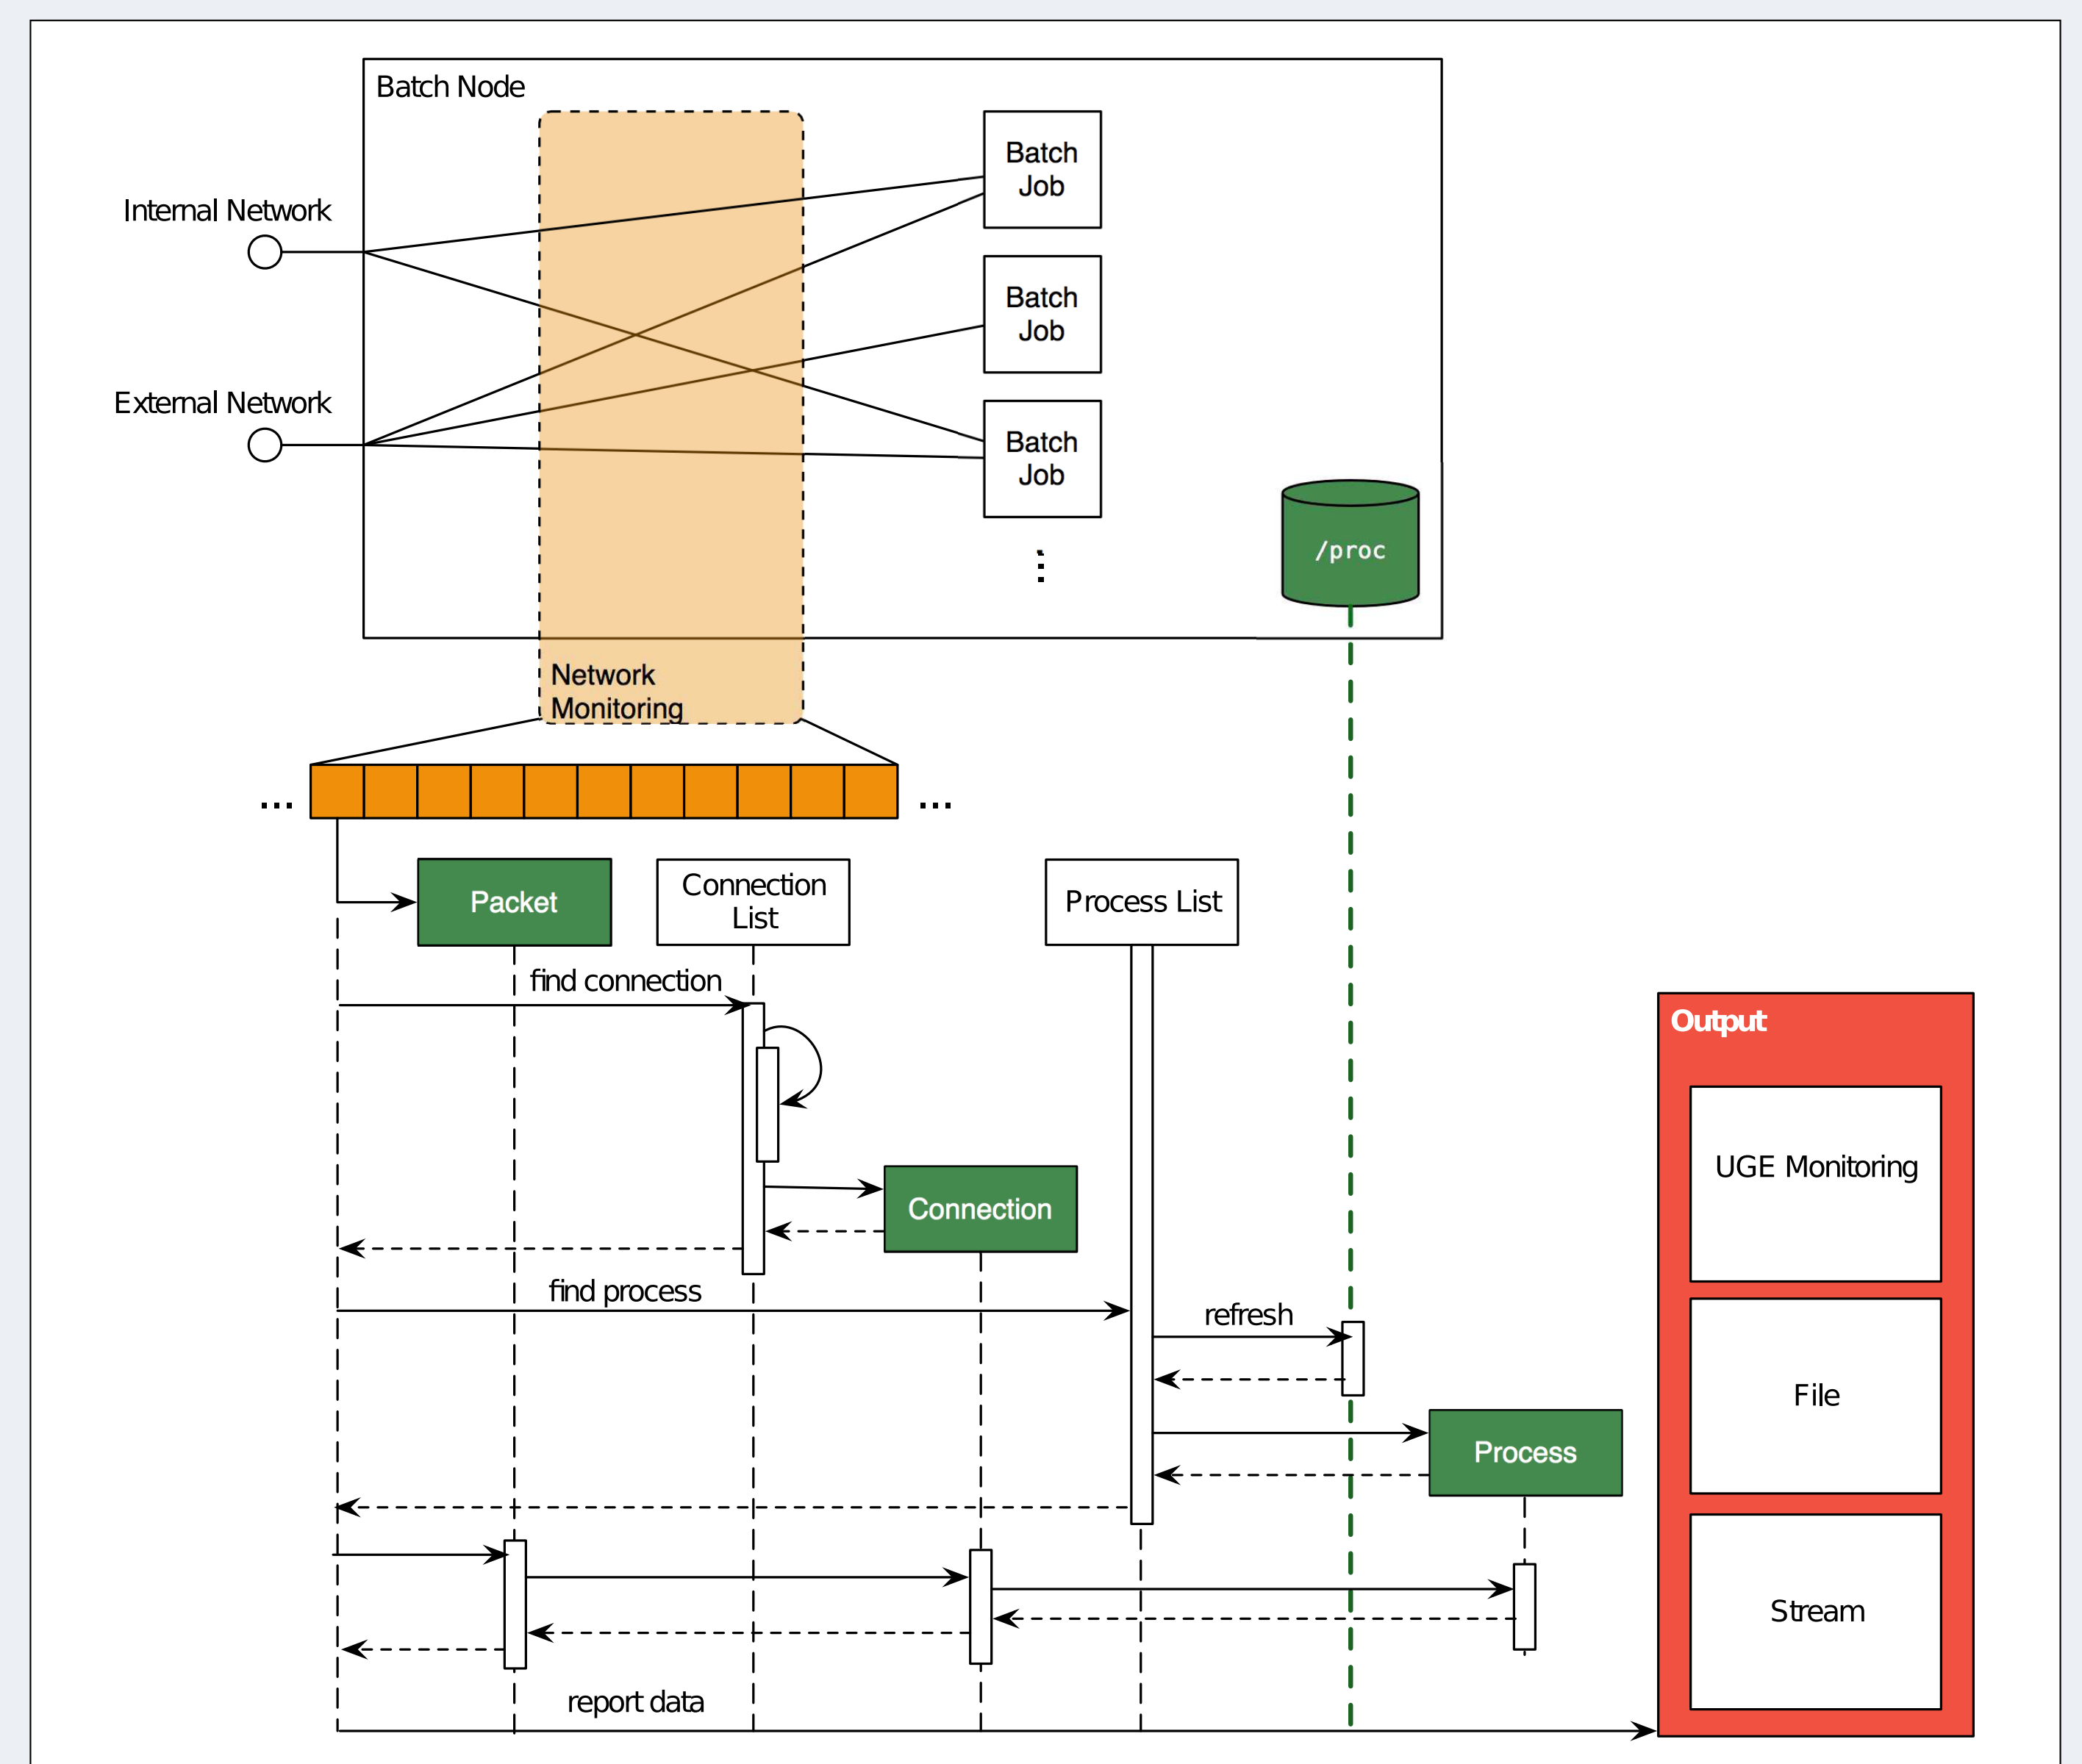 Batch Node
Batch
Job
Internal Network
Batch
Job
External Network
Batch
Job
...
/proc
Network
Monitoring
...
...
Packet
Connection
List
Process List
find connection
Output
UGE Monitoring
Connection
find process
refresh
File
Process
Stream
report data